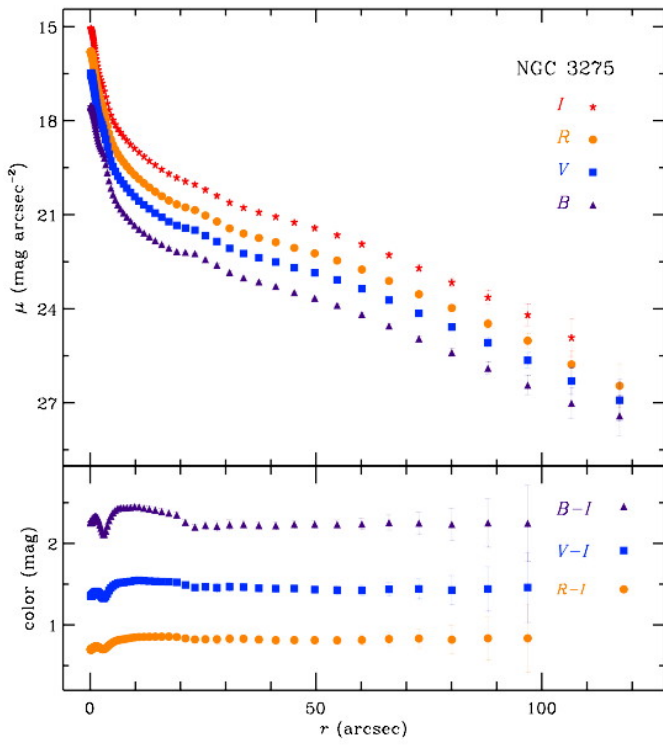 15
18
21
24
27
μ (mag arcsec⁻²)
NGC 3275
I
R
V
B
2
1
color (mag)
B−I
V−I
R−I
0
50
100
r (arcsec)